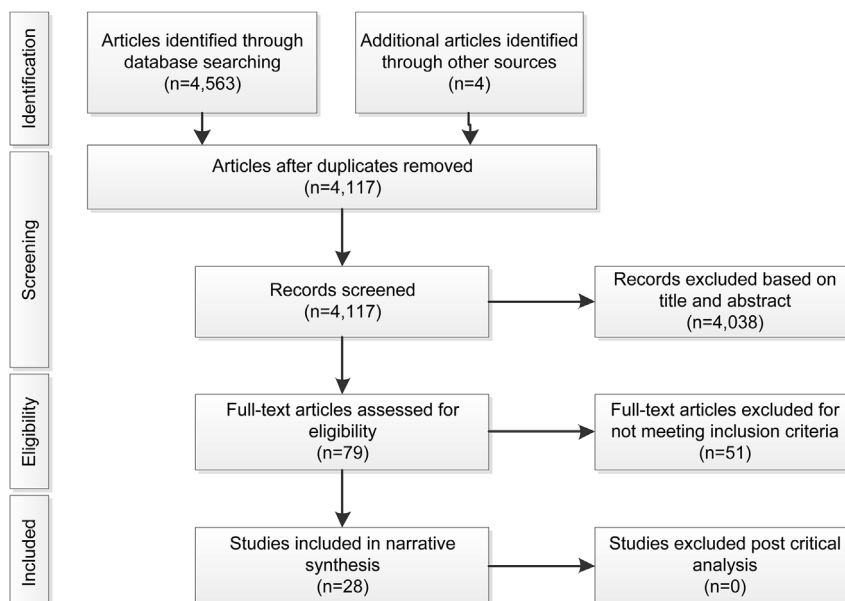 Identification
Articles identified through
database searching
(n=4,563)
Additional articles identified
through other sources
(n=4)
Screening
Articles after duplicates removed
(n=4,117)
Records screened
(n=4,117)
Records excluded based on
title and abstract
(n=4,038)
Eligibility
Full-text articles assessed for
eligibility
(n=79)
Full-text articles excluded for
not meeting inclusion criteria
(n=51)
Included
Studies included in narrative
synthesis
(n=28)
Studies excluded post critical
analysis
(n=0)